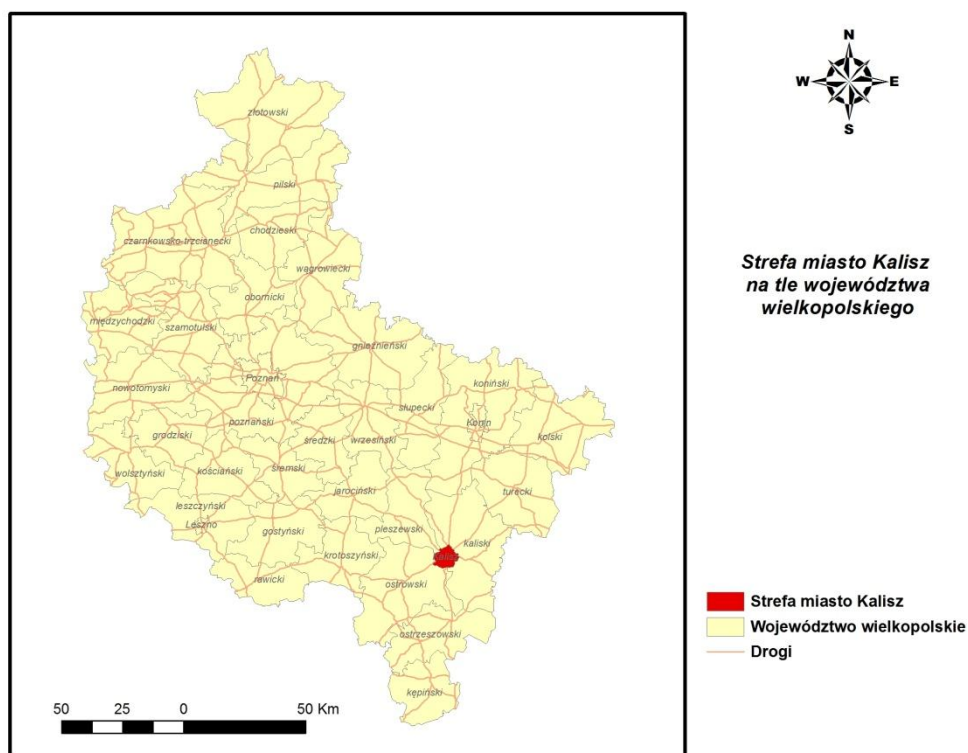 N
W E
S
Strefa miasto Kalisz
na tle województwa
wielkopolskiego
złotowski
pilski
chodzieski
czarnkowsko-trzcianecki
wągrowiecki
obornicki
międzychodzki
szamotulski
gnieźnieński
nowotomyski
Poznań
koniński
słupecki
poznański
Konin
grodziski
średzki
wrzesiński
kolski
wolsztyński
kościański
śremski
jarociński
turecki
leszczyński
Leszno
gostyński
pleszewski
kaliski
krotoszyński
rawicki
ostrowski
ostrzeszowski
kępiński
Strefa miasto Kalisz
Województwo wielkopolskie
Drogi
50 25 0 50 Km